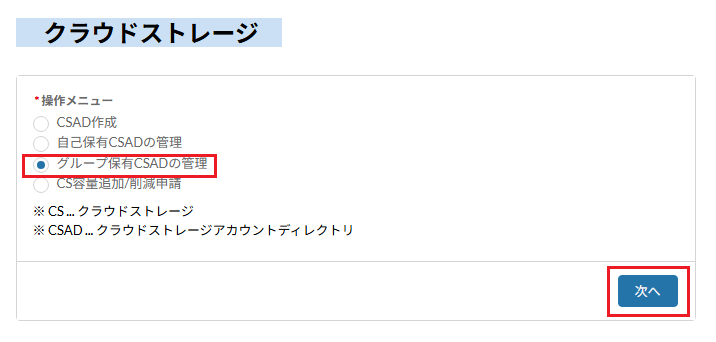 クラウドストレージ
*操作メニュー
CSAD作成
自己保有CSADの管理
グループ保有CSADの管理
CS容量追加/削減申請
※ CS ... クラウドストレージ
※ CSAD ... クラウドストレージアカウントディレクトリ
次へ